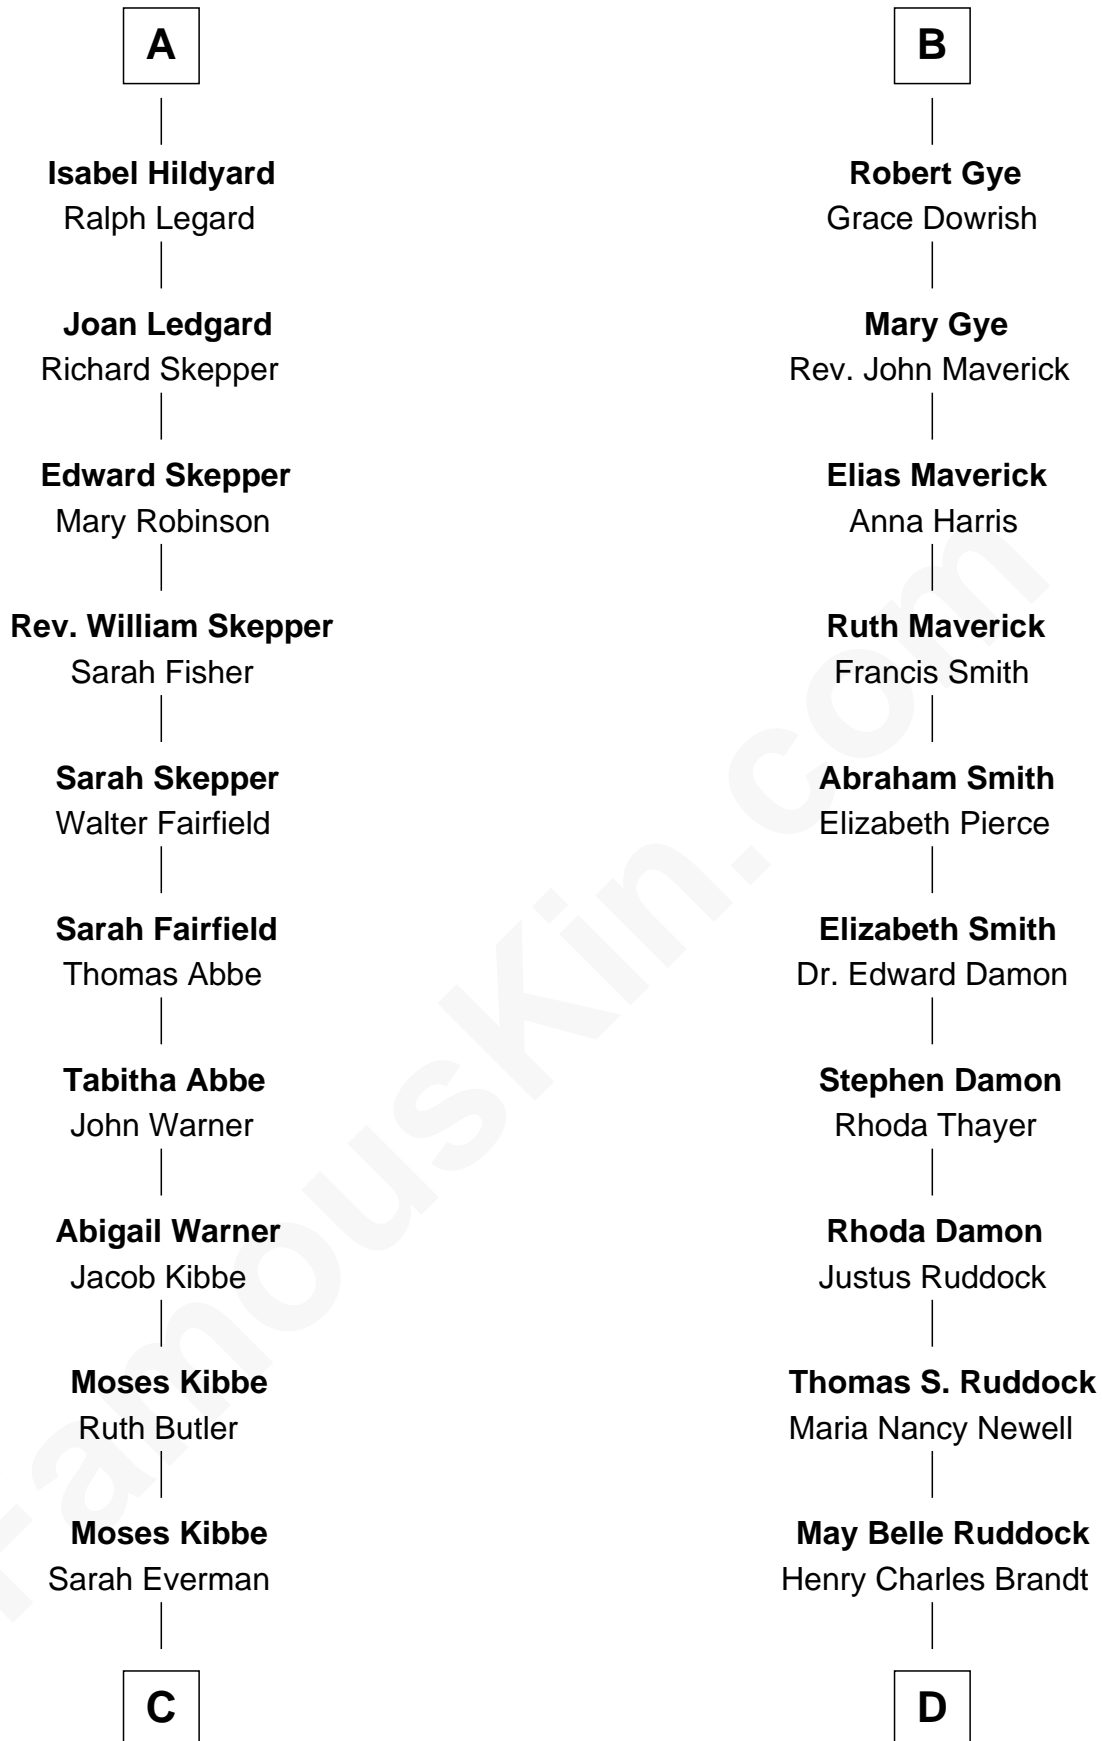 A
Isabel Hildyard
Ralph Legard
Joan Ledgard
Richard Skepper
Edward Skepper
Mary Robinson
Rev. William Skepper
Sarah Fisher
Sarah Skepper
Walter Fairfield
Sarah Fairfield
Thomas Abbe
Tabitha Abbe
John Warner
Abigail Warner
Jacob Kibbe
Moses Kibbe
Ruth Butler
Moses Kibbe
Sarah Everman
C
B
Robert Gye
Grace Dowrish
Mary Gye
Rev. John Maverick
Elias Maverick
Anna Harris
Ruth Maverick
Francis Smith
Abraham Smith
Elizabeth Pierce
Elizabeth Smith
Dr. Edward Damon
Stephen Damon
Rhoda Thayer
Rhoda Damon
Justus Ruddock
Thomas S. Ruddock
Maria Nancy Newell
May Belle Ruddock
Henry Charles Brandt
D
FamousKin.com